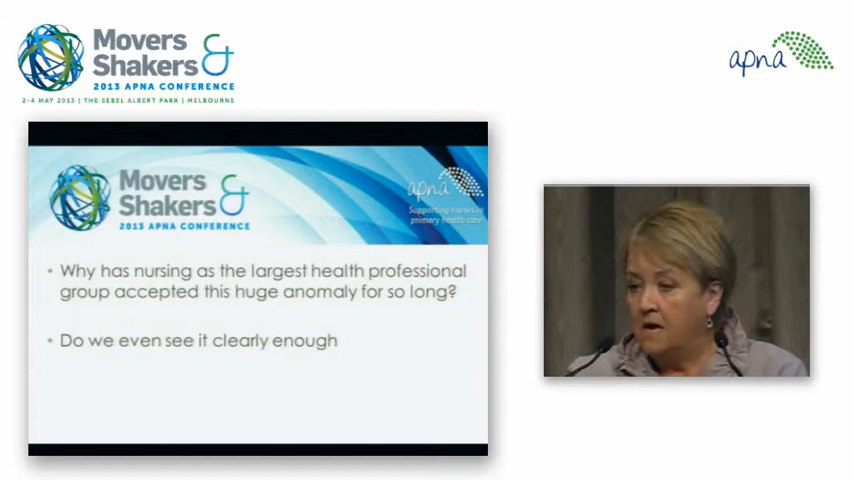 Movers
Shakers &
2013 APNA CONFERENCE
2-4 MAY 2013 | THE SEBEL ALBERT PARK | MELBOURNE
apna
Movers
Shakers &
2013 APNA CONFERENCE
apna
Supporting nurses in
primary health care
• Why has nursing as the largest health professional
group accepted this huge anomaly for so long?
• Do we even see it clearly enough